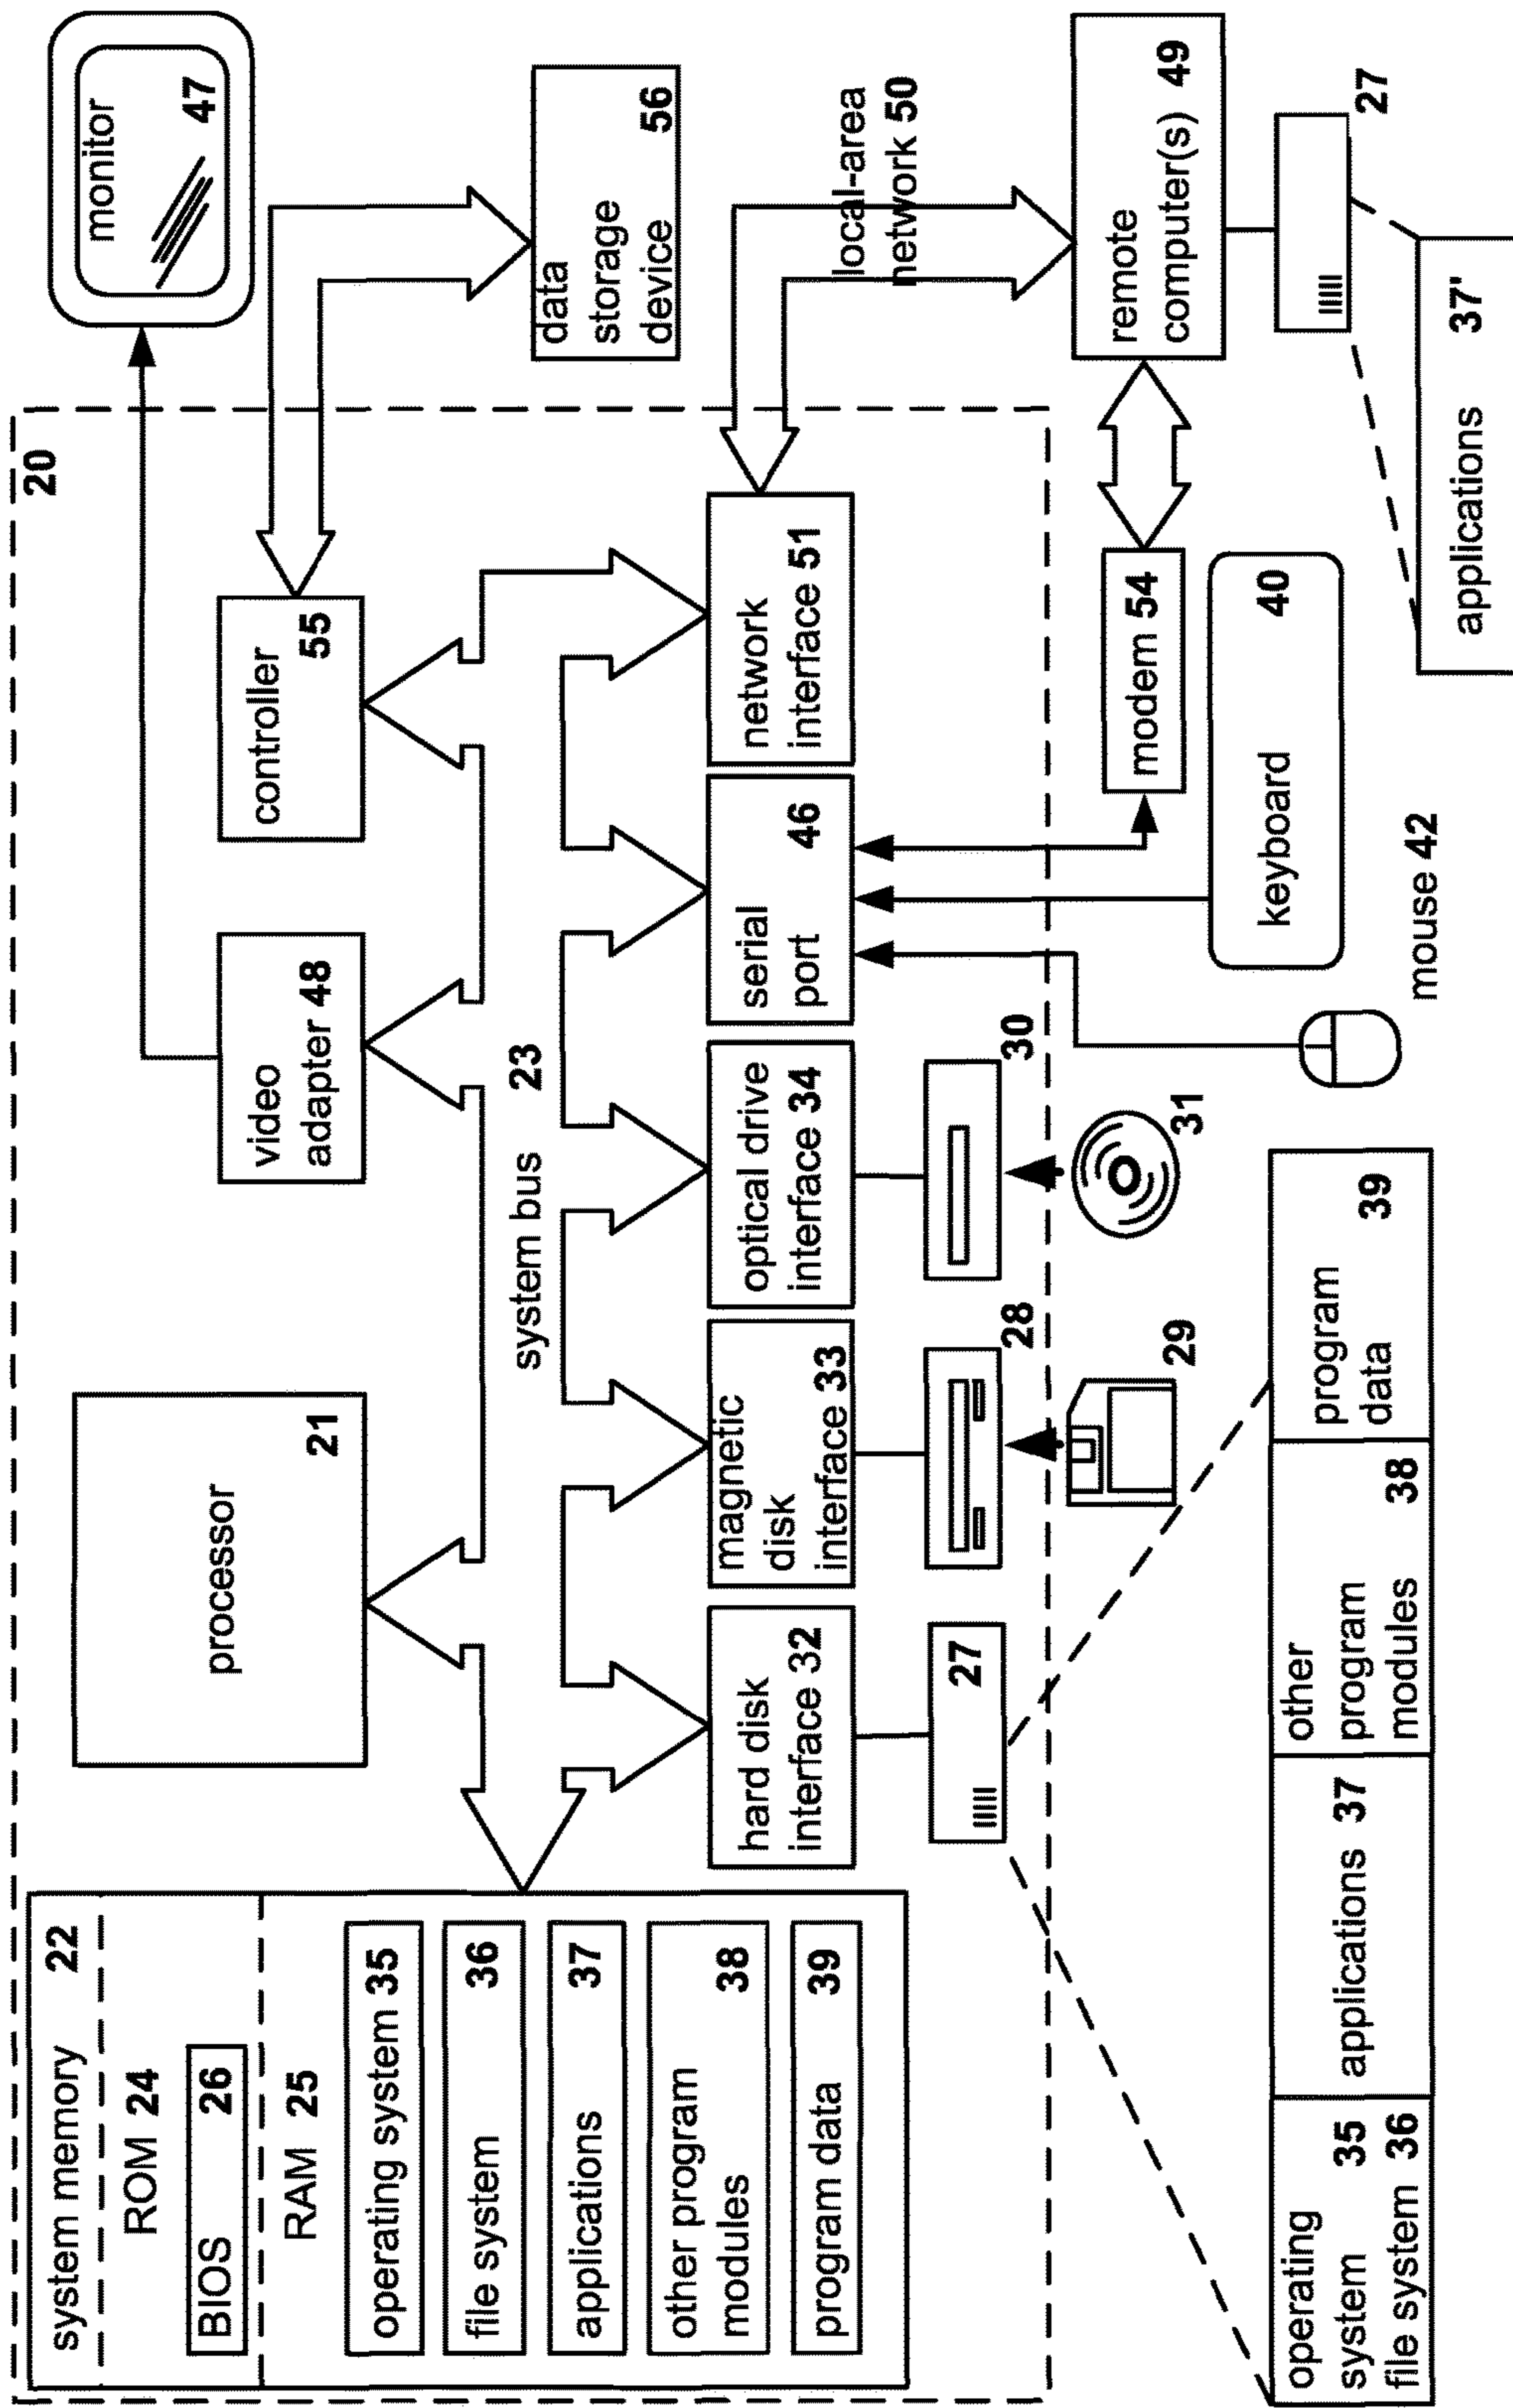 system memory 22
ROM 24
BIOS 26
RAM 25
operating system 35
file system 36
applications 37
other program
modules 38
program data 39
20
processor
21
video
adapter 48
controller
55
monitor
47
system bus 23
data
storage
device 56
hard disk
interface 32
magnetic
disk
interface 33
optical drive
interface 34
serial
port 46
network
interface 51
local-area
network 50
27
28
30
29
31
modem 54
remote
computer(s) 49
keyboard 40
mouse 42
27
operating
system 35
file system 36
applications 37
other
program
modules 38
program
data 39
applications 37'